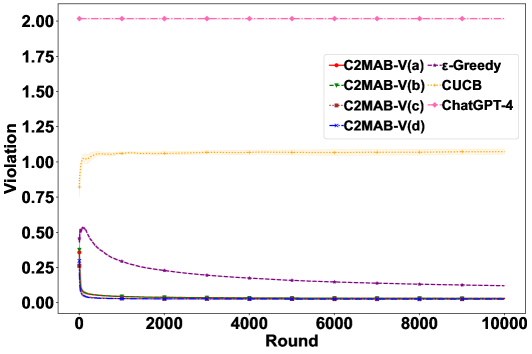 2.00
1.75
1.50
1.25
1.00
0.75
0.50
0.25
0.00
Violation
C2MAB-V(a)
C2MAB-V(b)
C2MAB-V(c)
C2MAB-V(d)
ε-Greedy
CUCB
ChatGPT-4
0 2000 4000 6000 8000 10000
Round